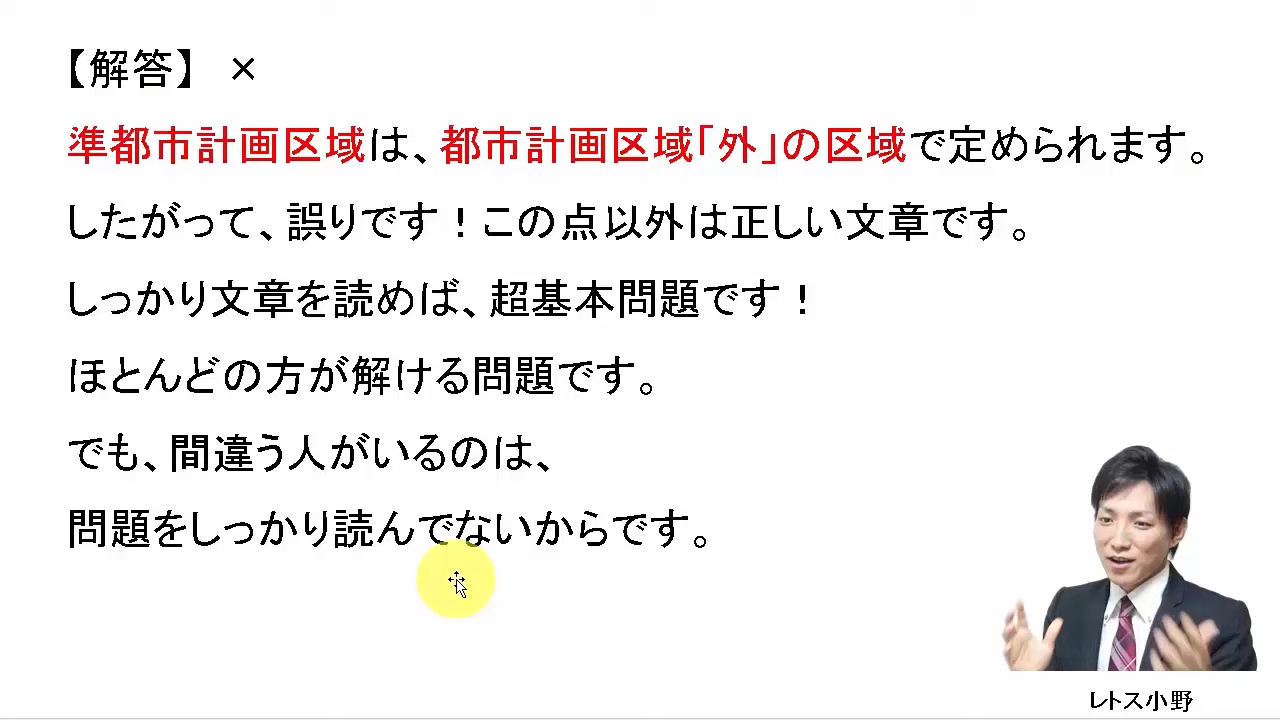 【解答】 ×
準都市計画区域は、都市計画区域「外」の区域で定められます。
したがって、誤りです！この点以外は正しい文章です。
しっかり文章を読めば、超基本問題です！
ほとんどの方が解ける問題です。
でも、間違う人がいるのは、
問題をしっかり読んでないからです。
レトス小野